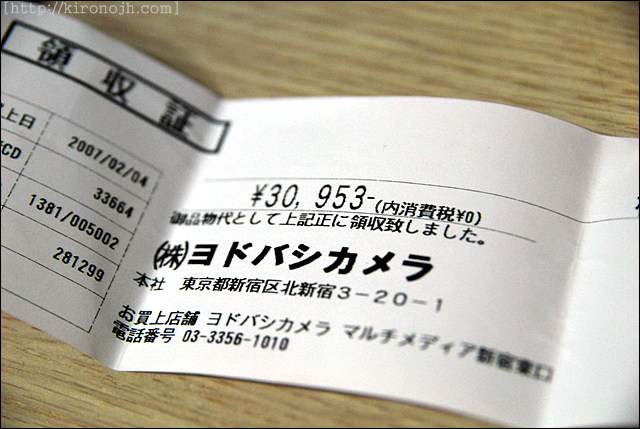 [http://kironojh.com]
領収証
上日 2007/02/04
CD 33664
1381/005002
281299
¥30,953-(内消費税¥0)
御品物代として上記正に領収致しました。
(株)ヨドバシカメラ
本社 東京都新宿区北新宿3-20-1
お買上店舗 ヨドバシカメラ マルチメディア新宿東口
電話番号 03-3356-1010